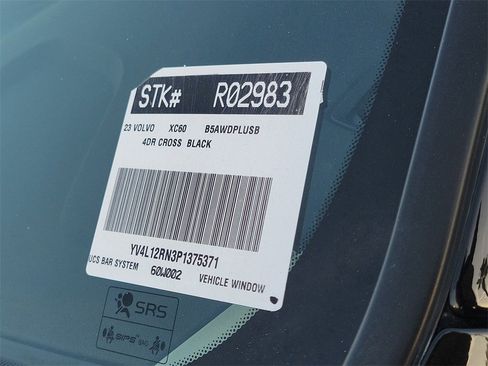 STK# R02983
23 VOLVO XC60 B5AWDPLUSB
4DR CROSS BLACK
YV4L12RN3P1375371
UCS BAR SYSTEM 60W002 VEHICLE WINDOW
SRS
SIPS BAG